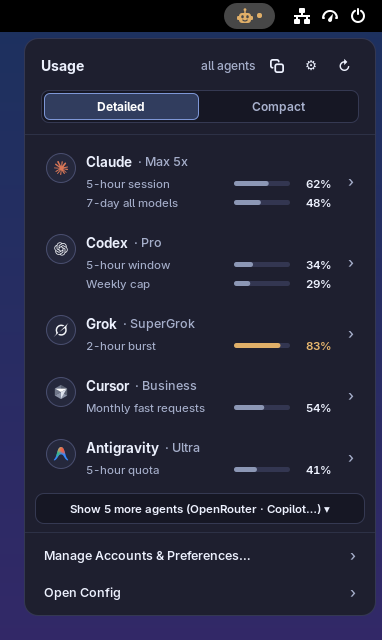 Usage all agents
Detailed Compact
Claude · Max 5x
5-hour session 62%
7-day all models 48%
Codex · Pro
5-hour window 34%
Weekly cap 29%
Grok · SuperGrok
2-hour burst 83%
Cursor · Business
Monthly fast requests 54%
Antigravity · Ultra
5-hour quota 41%
Show 5 more agents (OpenRouter · Copilot...) ▾
Manage Accounts & Preferences...
Open Config